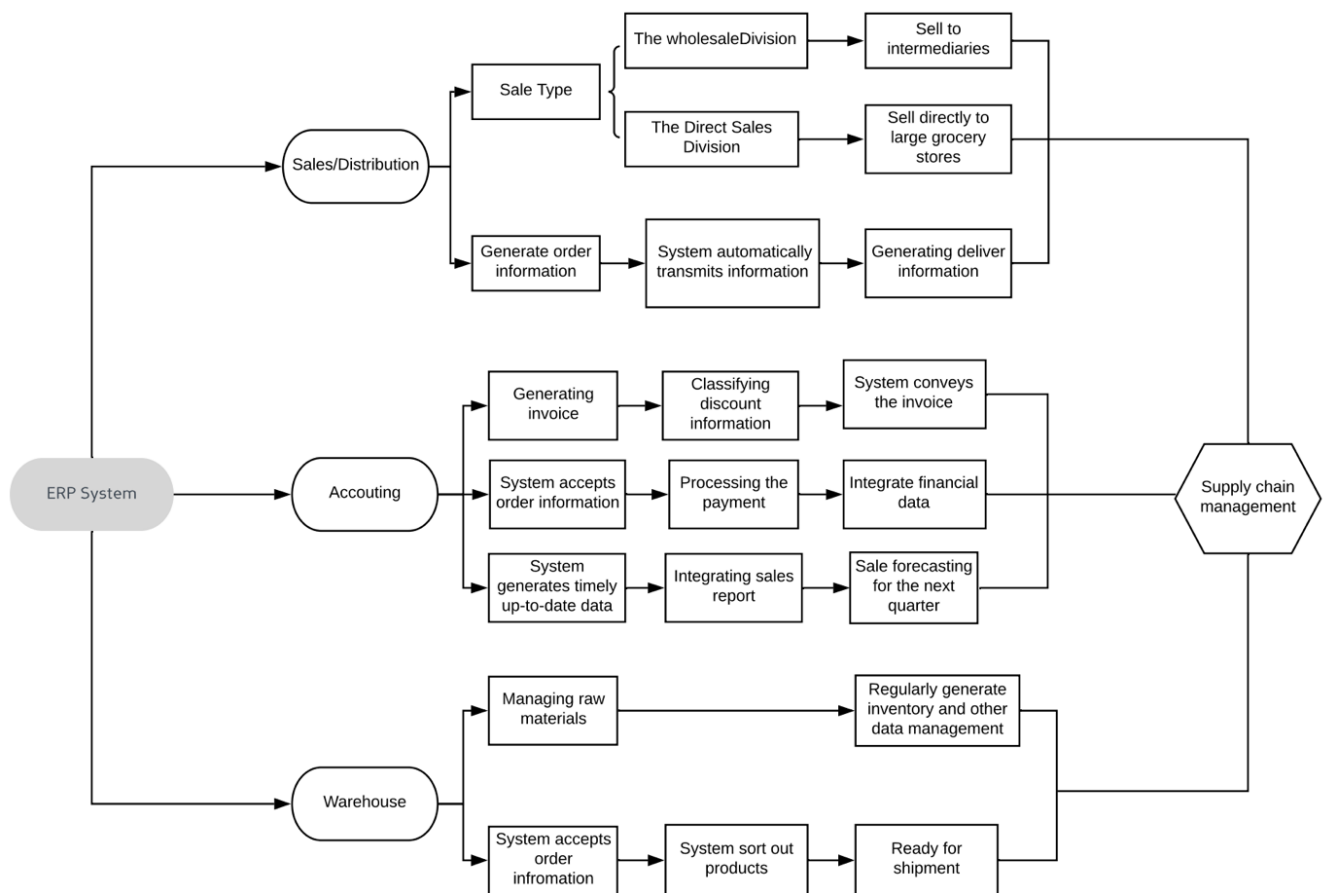 The wholesaleDivision
Sell to
intermediaries
Sale Type
The Direct Sales
Division
Sell directly to
large grocery
stores
Sales/Distribution
Generate order
information
System automatically
transmits information
Generating deliver
information
Generating
invoice
Classifying
discount
information
System conveys
the invoice
ERP System
Accouting
System accepts
order information
Processing the
payment
Integrate financial
data
Supply chain
management
System
generates timely
up-to-date data
Integrating sales
report
Sale forecasting
for the next
quarter
Managing raw
materials
Regularly generate
inventory and other
data management
Warehouse
System accepts
order
infromation
System sort out
products
Ready for
shipment